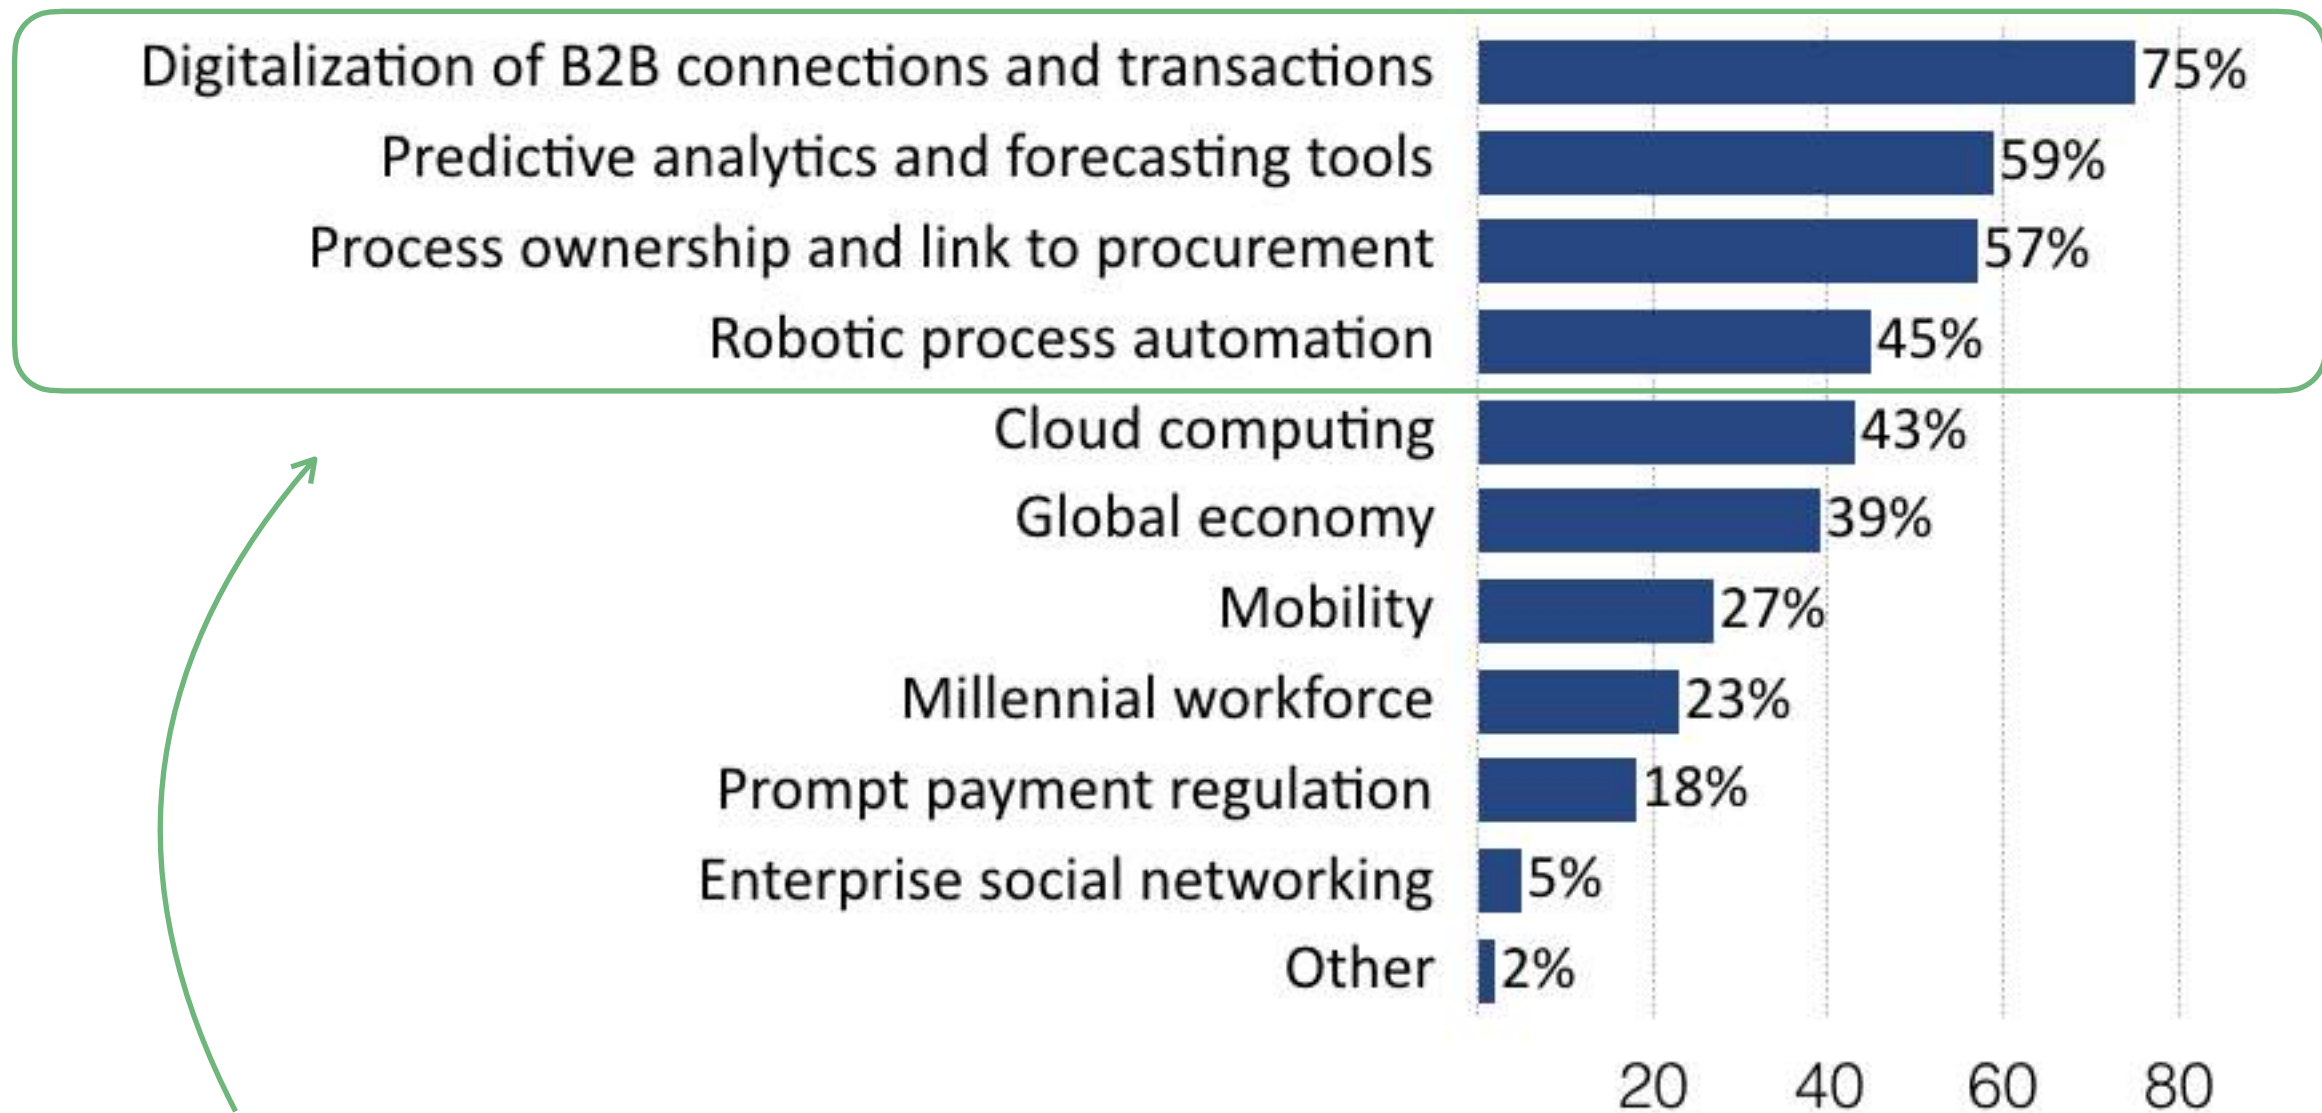 Digitalization of B2B connections and transactions 75%
Predictive analytics and forecasting tools 59%
Process ownership and link to procurement 57%
Robotic process automation 45%
Cloud computing 43%
Global economy 39%
Mobility 27%
Millennial workforce 23%
Prompt payment regulation 18%
Enterprise social networking 5%
Other 2%
20 40 60 80